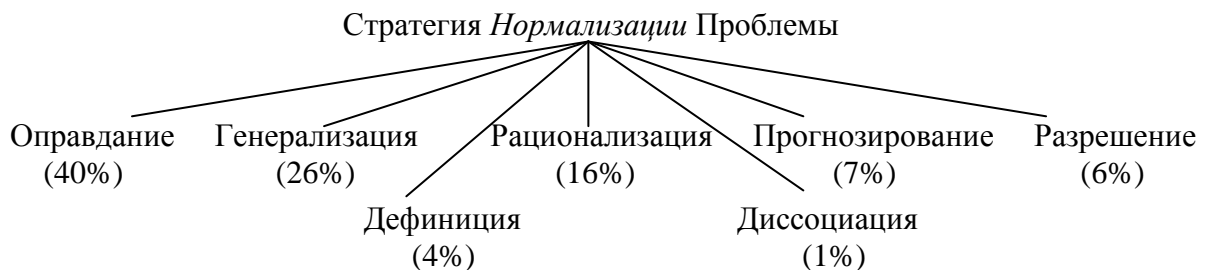 Стратегия Нормализации Проблемы
Оправдание Генерализация Рационализация Прогнозирование Разрешение
(40%) (26%) (16%) (7%) (6%)
Дефиниция Диссоциация
(4%) (1%)